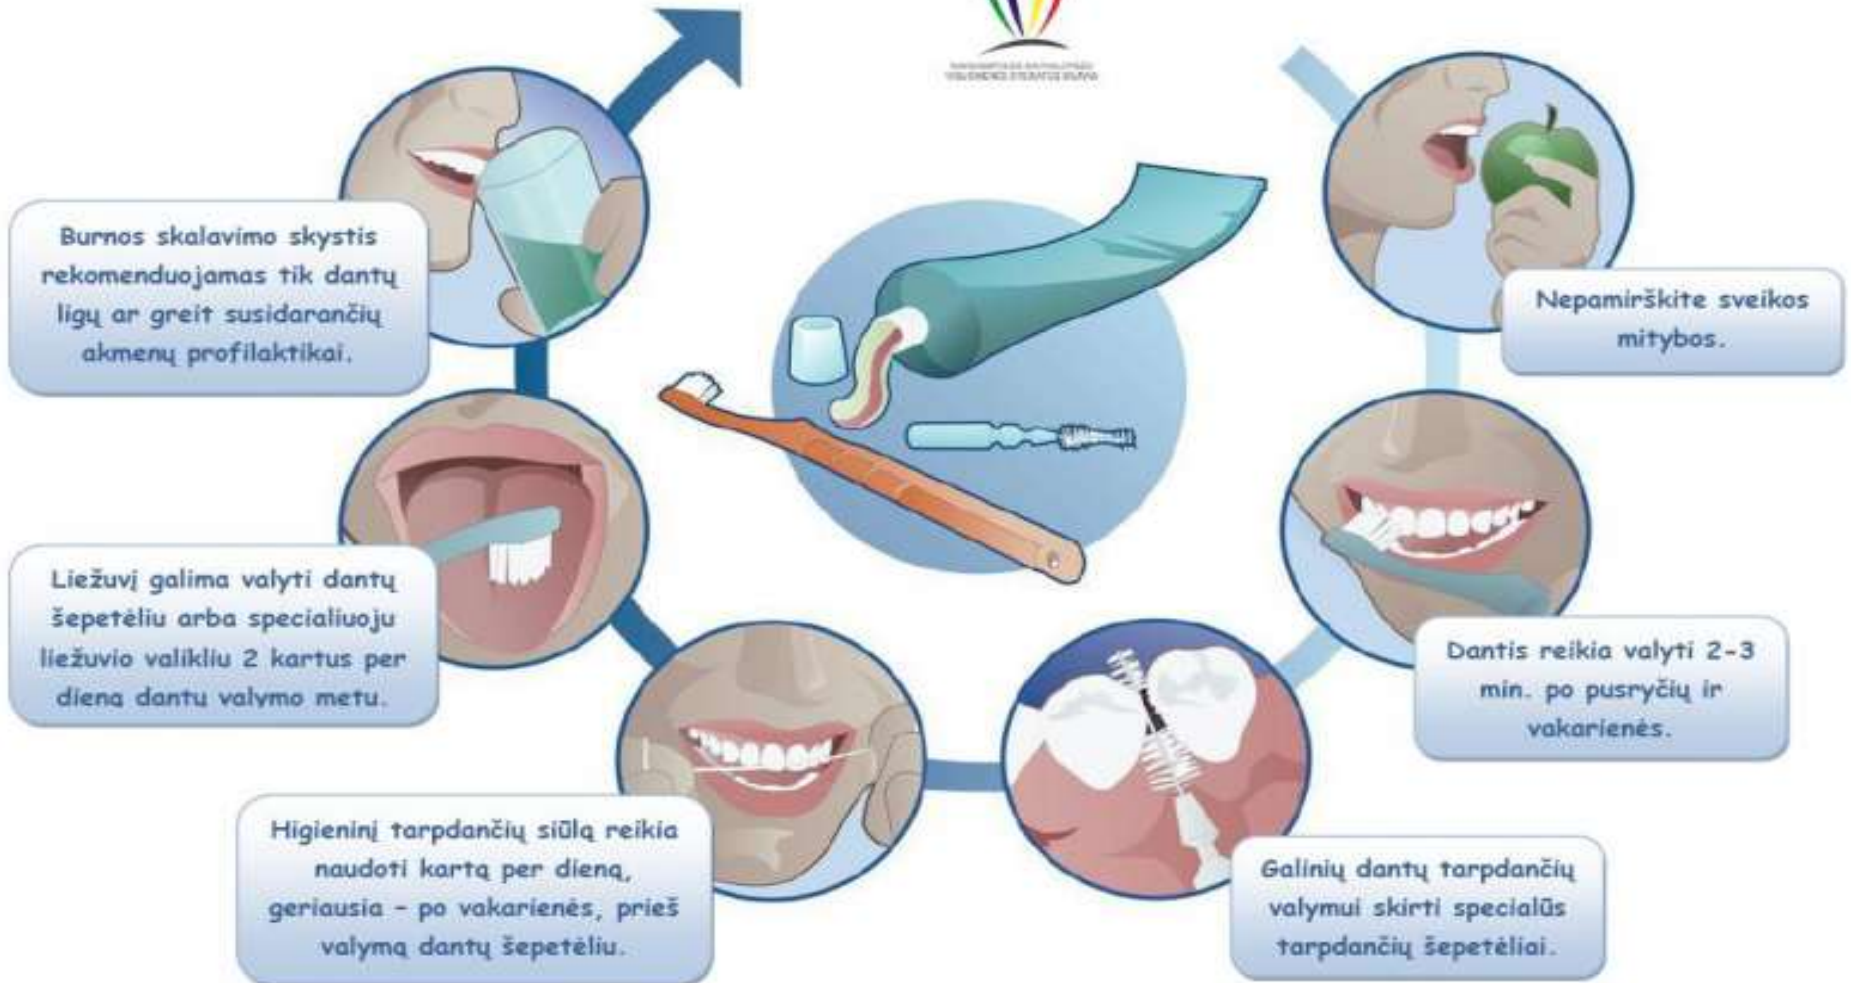 Burnos skalavimo skystis
rekomenduojamas tik dantų
ligų ar greit susidarančių
akmenų profilaktikai.
Nepamirškite sveikos
mitybos.
Liežuvį galima valyti dantų
šepetėliu arba specialiuoju
liežuvio valikliu 2 kartus per
dieną dantų valymo metu.
Dantis reikia valyti 2-3
min. po pusryčių ir
vakarienės.
Higieninį tarpdančių siūlą reikia
naudoti kartą per dieną,
geriausia - po vakarienės, prieš
valymą dantų šepetėliu.
Galinių dantų tarpdančių
valymui skirti specialūs
tarpdančių šepetėliai.